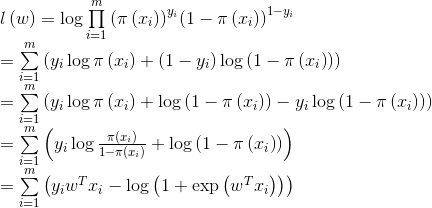 l(w) = log ∏_{i=1}^{m} (π(x_i))^{y_i} (1 − π(x_i))^{1−y_i}
= ∑_{i=1}^{m} (y_i log π(x_i) + (1 − y_i) log (1 − π(x_i)))
= ∑_{i=1}^{m} (y_i log π(x_i) + log (1 − π(x_i)) − y_i log (1 − π(x_i)))
= ∑_{i=1}^{m} (y_i log \frac{π(x_i)}{1−π(x_i)} + log (1 − π(x_i)))
= ∑_{i=1}^{m} (y_i w^T x_i − log (1 + exp (w^T x_i)))